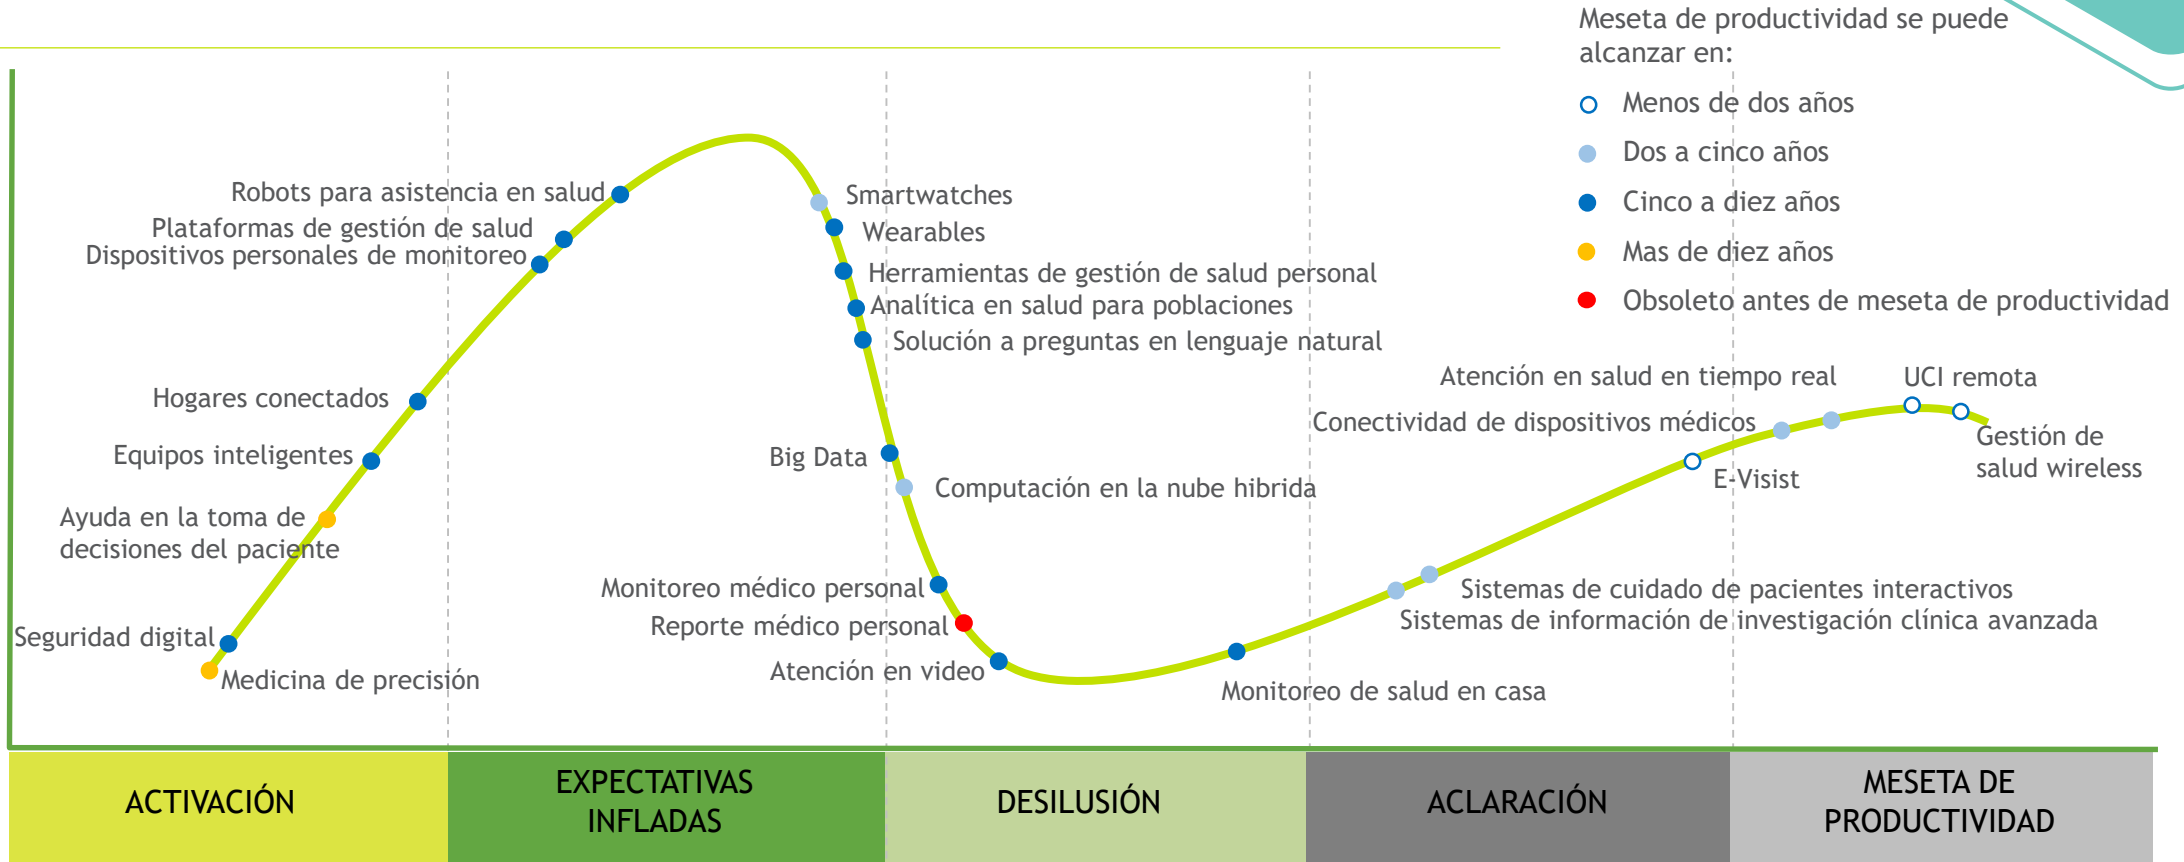 Meseta de productividad se puede
alcanzar en:
Menos de dos años
Dos a cinco años
Cinco a diez años
Mas de diez años
Obsoleto antes de meseta de productividad
Robots para asistencia en salud
Plataformas de gestión de salud
Dispositivos personales de monitoreo
Hogares conectados
Equipos inteligentes
Ayuda en la toma de
decisiones del paciente
Seguridad digital
Medicina de precisión
Smartwatches
Wearables
Herramientas de gestión de salud personal
Analítica en salud para poblaciones
Solución a preguntas en lenguaje natural
Big Data
Computación en la nube hibrida
Monitoreo médico personal
Reporte médico personal
Atención en video
Monitoreo de salud en casa
Sistemas de cuidado de pacientes interactivos
Sistemas de información de investigación clínica avanzada
E-Visist
Conectividad de dispositivos médicos
Atención en salud en tiempo real
UCI remota
Gestión de
salud wireless
ACTIVACIÓN
EXPECTATIVAS
INFLADAS
DESILUSIÓN
ACLARACIÓN
MESETA DE
PRODUCTIVIDAD